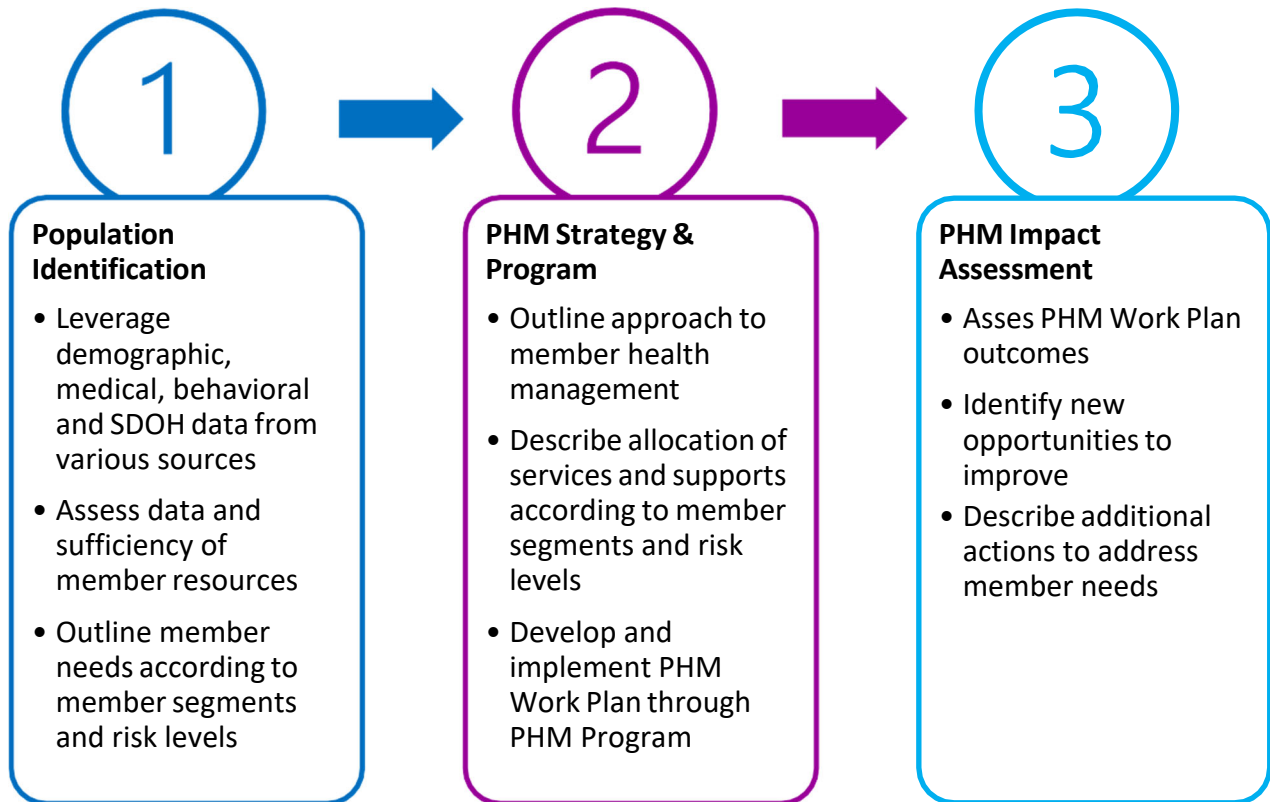 1
Population
Identification
• Leverage
demographic,
medical, behavioral
and SDOH data from
various sources
• Assess data and
sufficiency of
member resources
• Outline member
needs according to
member segments
and risk levels
2
PHM Strategy &
Program
• Outline approach to
member health
management
• Describe allocation of
services and supports
according to member
segments and risk
levels
• Develop and
implement PHM
Work Plan through
PHM Program
3
PHM Impact
Assessment
• Asses PHM Work Plan
outcomes
• Identify new
opportunities to
improve
• Describe additional
actions to address
member needs